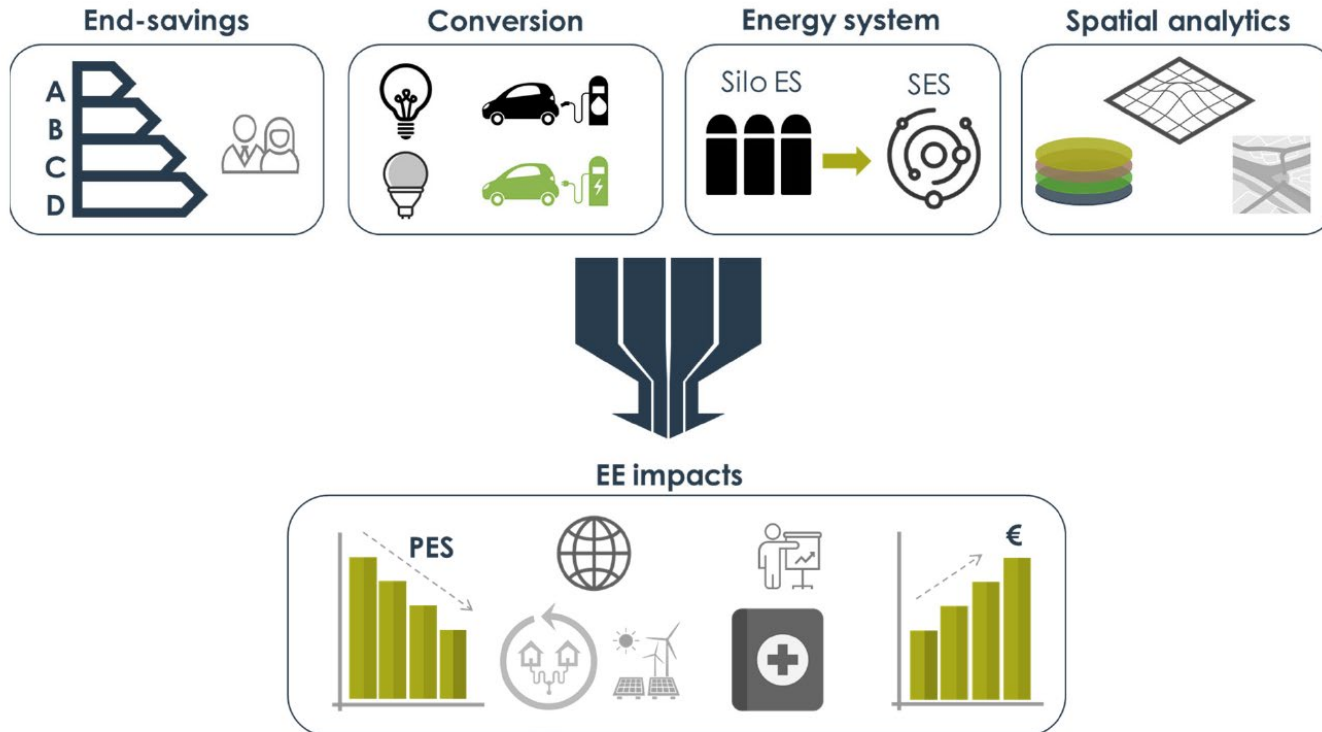 End-savings
Conversion
Energy system
Spatial analytics
A
B
C
D
Silo ES
SES
EE impacts
PES
€